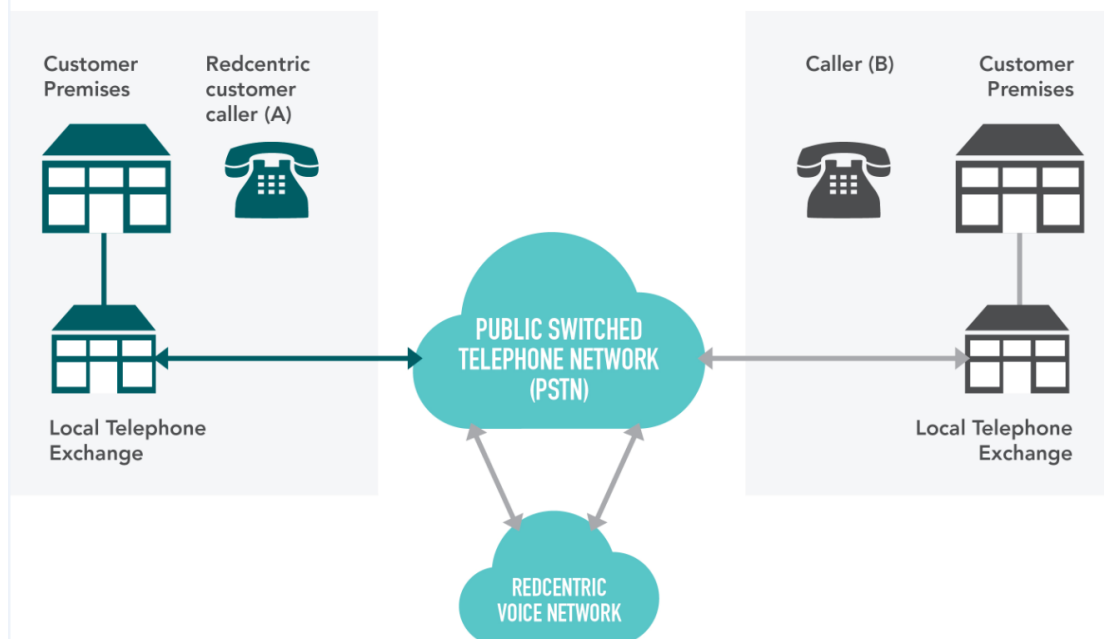 Customer
Premises
Redcentric
customer
caller (A)
Caller (B)
Customer
Premises
PUBLIC SWITCHED
TELEPHONE NETWORK
(PSTN)
Local Telephone
Exchange
Local Telephone
Exchange
REDCENTRIC
VOICE NETWORK